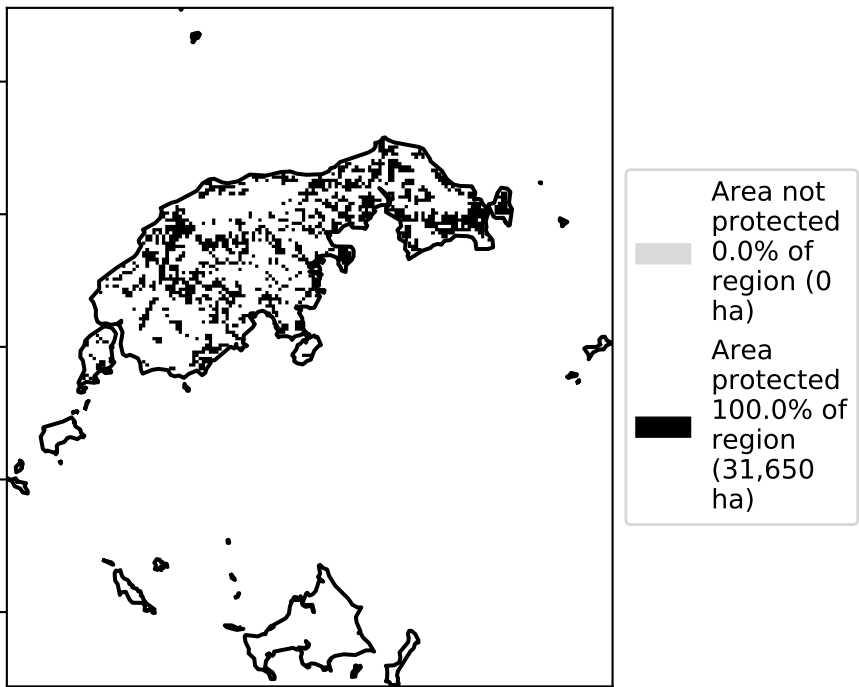 Area not
protected
0.0% of
region (0
ha)
Area
protected
100.0% of
region
(31,650
ha)